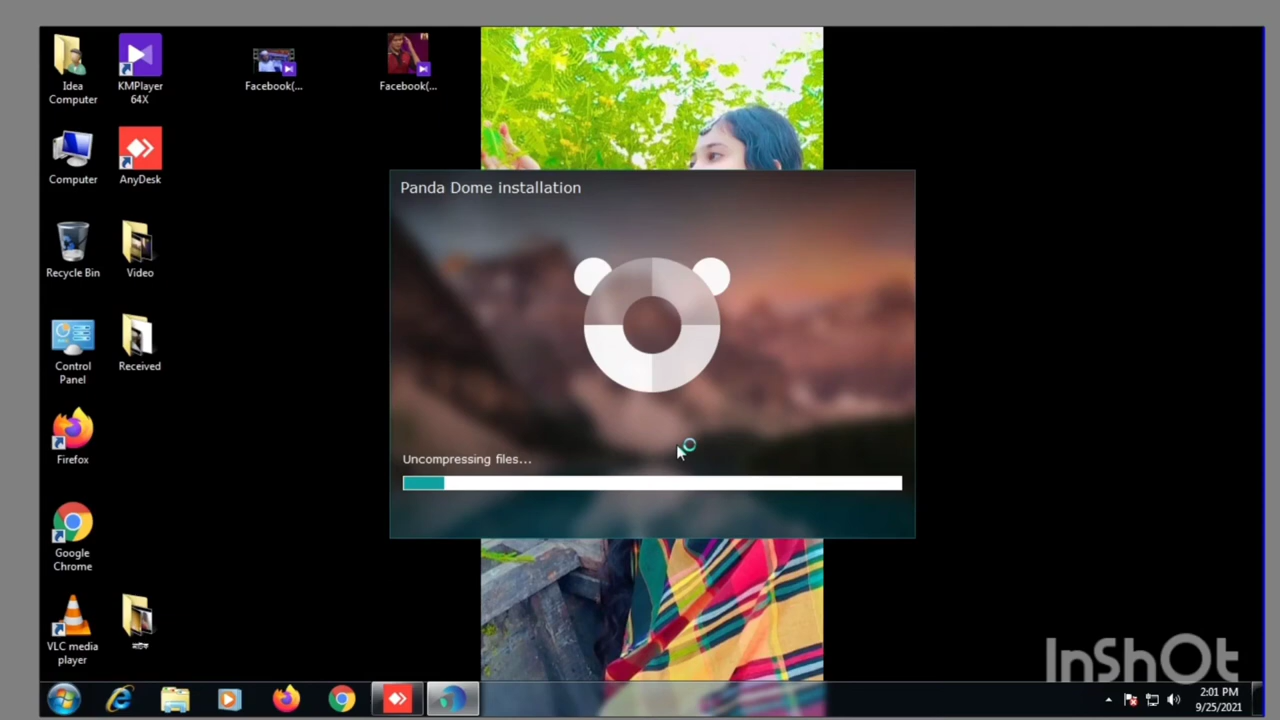 Idea
Computer
KMPlayer
64X
Facebook(...
Facebook(...
Computer
AnyDesk
Recycle Bin
Video
Control
Panel
Received
Firefox
Google
Chrome
VLC media
player
Panda Dome installation
Uncompressing files...
InShOt
2:01 PM
9/25/2021